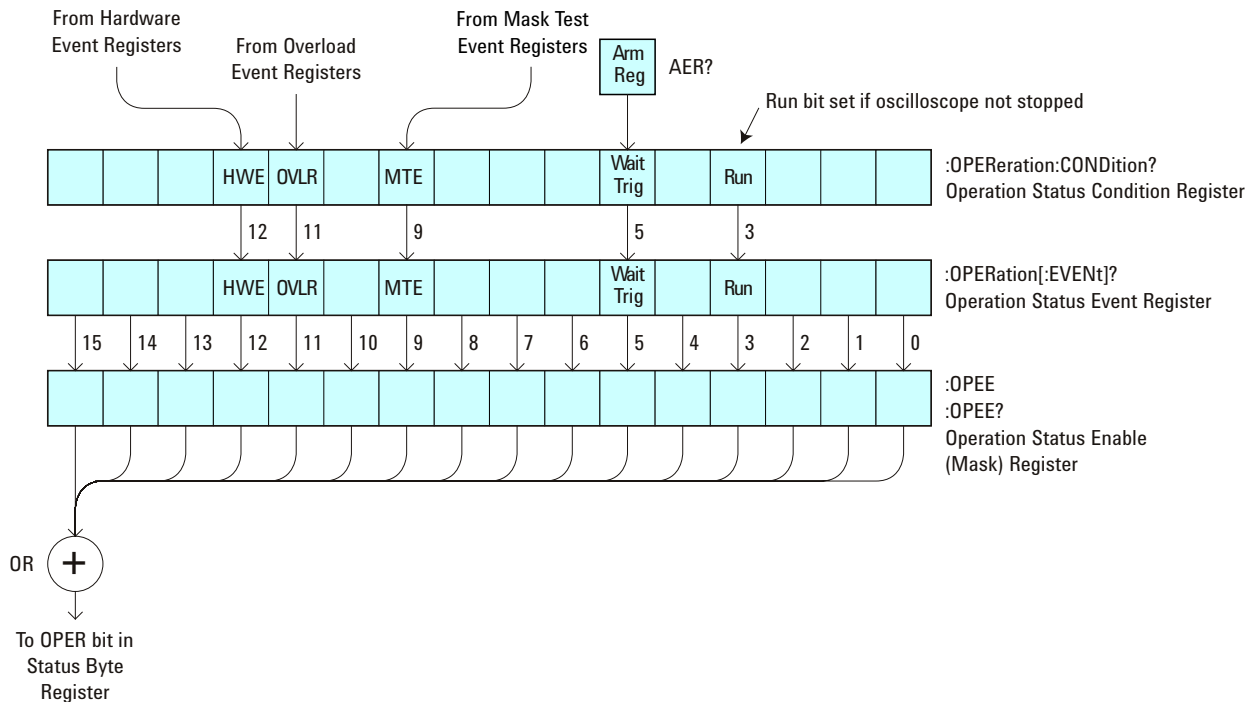 From Hardware
Event Registers
From Overload
Event Registers
From Mask Test
Event Registers
Arm
Reg
AER?
Run bit set if oscilloscope not stopped
HWE
OVLR
MTE
Wait
Trig
Run
:OPEReration:CONDition?
Operation Status Condition Register
12
11
9
5
3
HWE
OVLR
MTE
Wait
Trig
Run
:OPERation[:EVENt]?
Operation Status Event Register
15
14
13
12
11
10
9
8
7
6
5
4
3
2
1
0
:OPEE
:OPEE?
Operation Status Enable
(Mask) Register
OR
+
To OPER bit in
Status Byte
Register